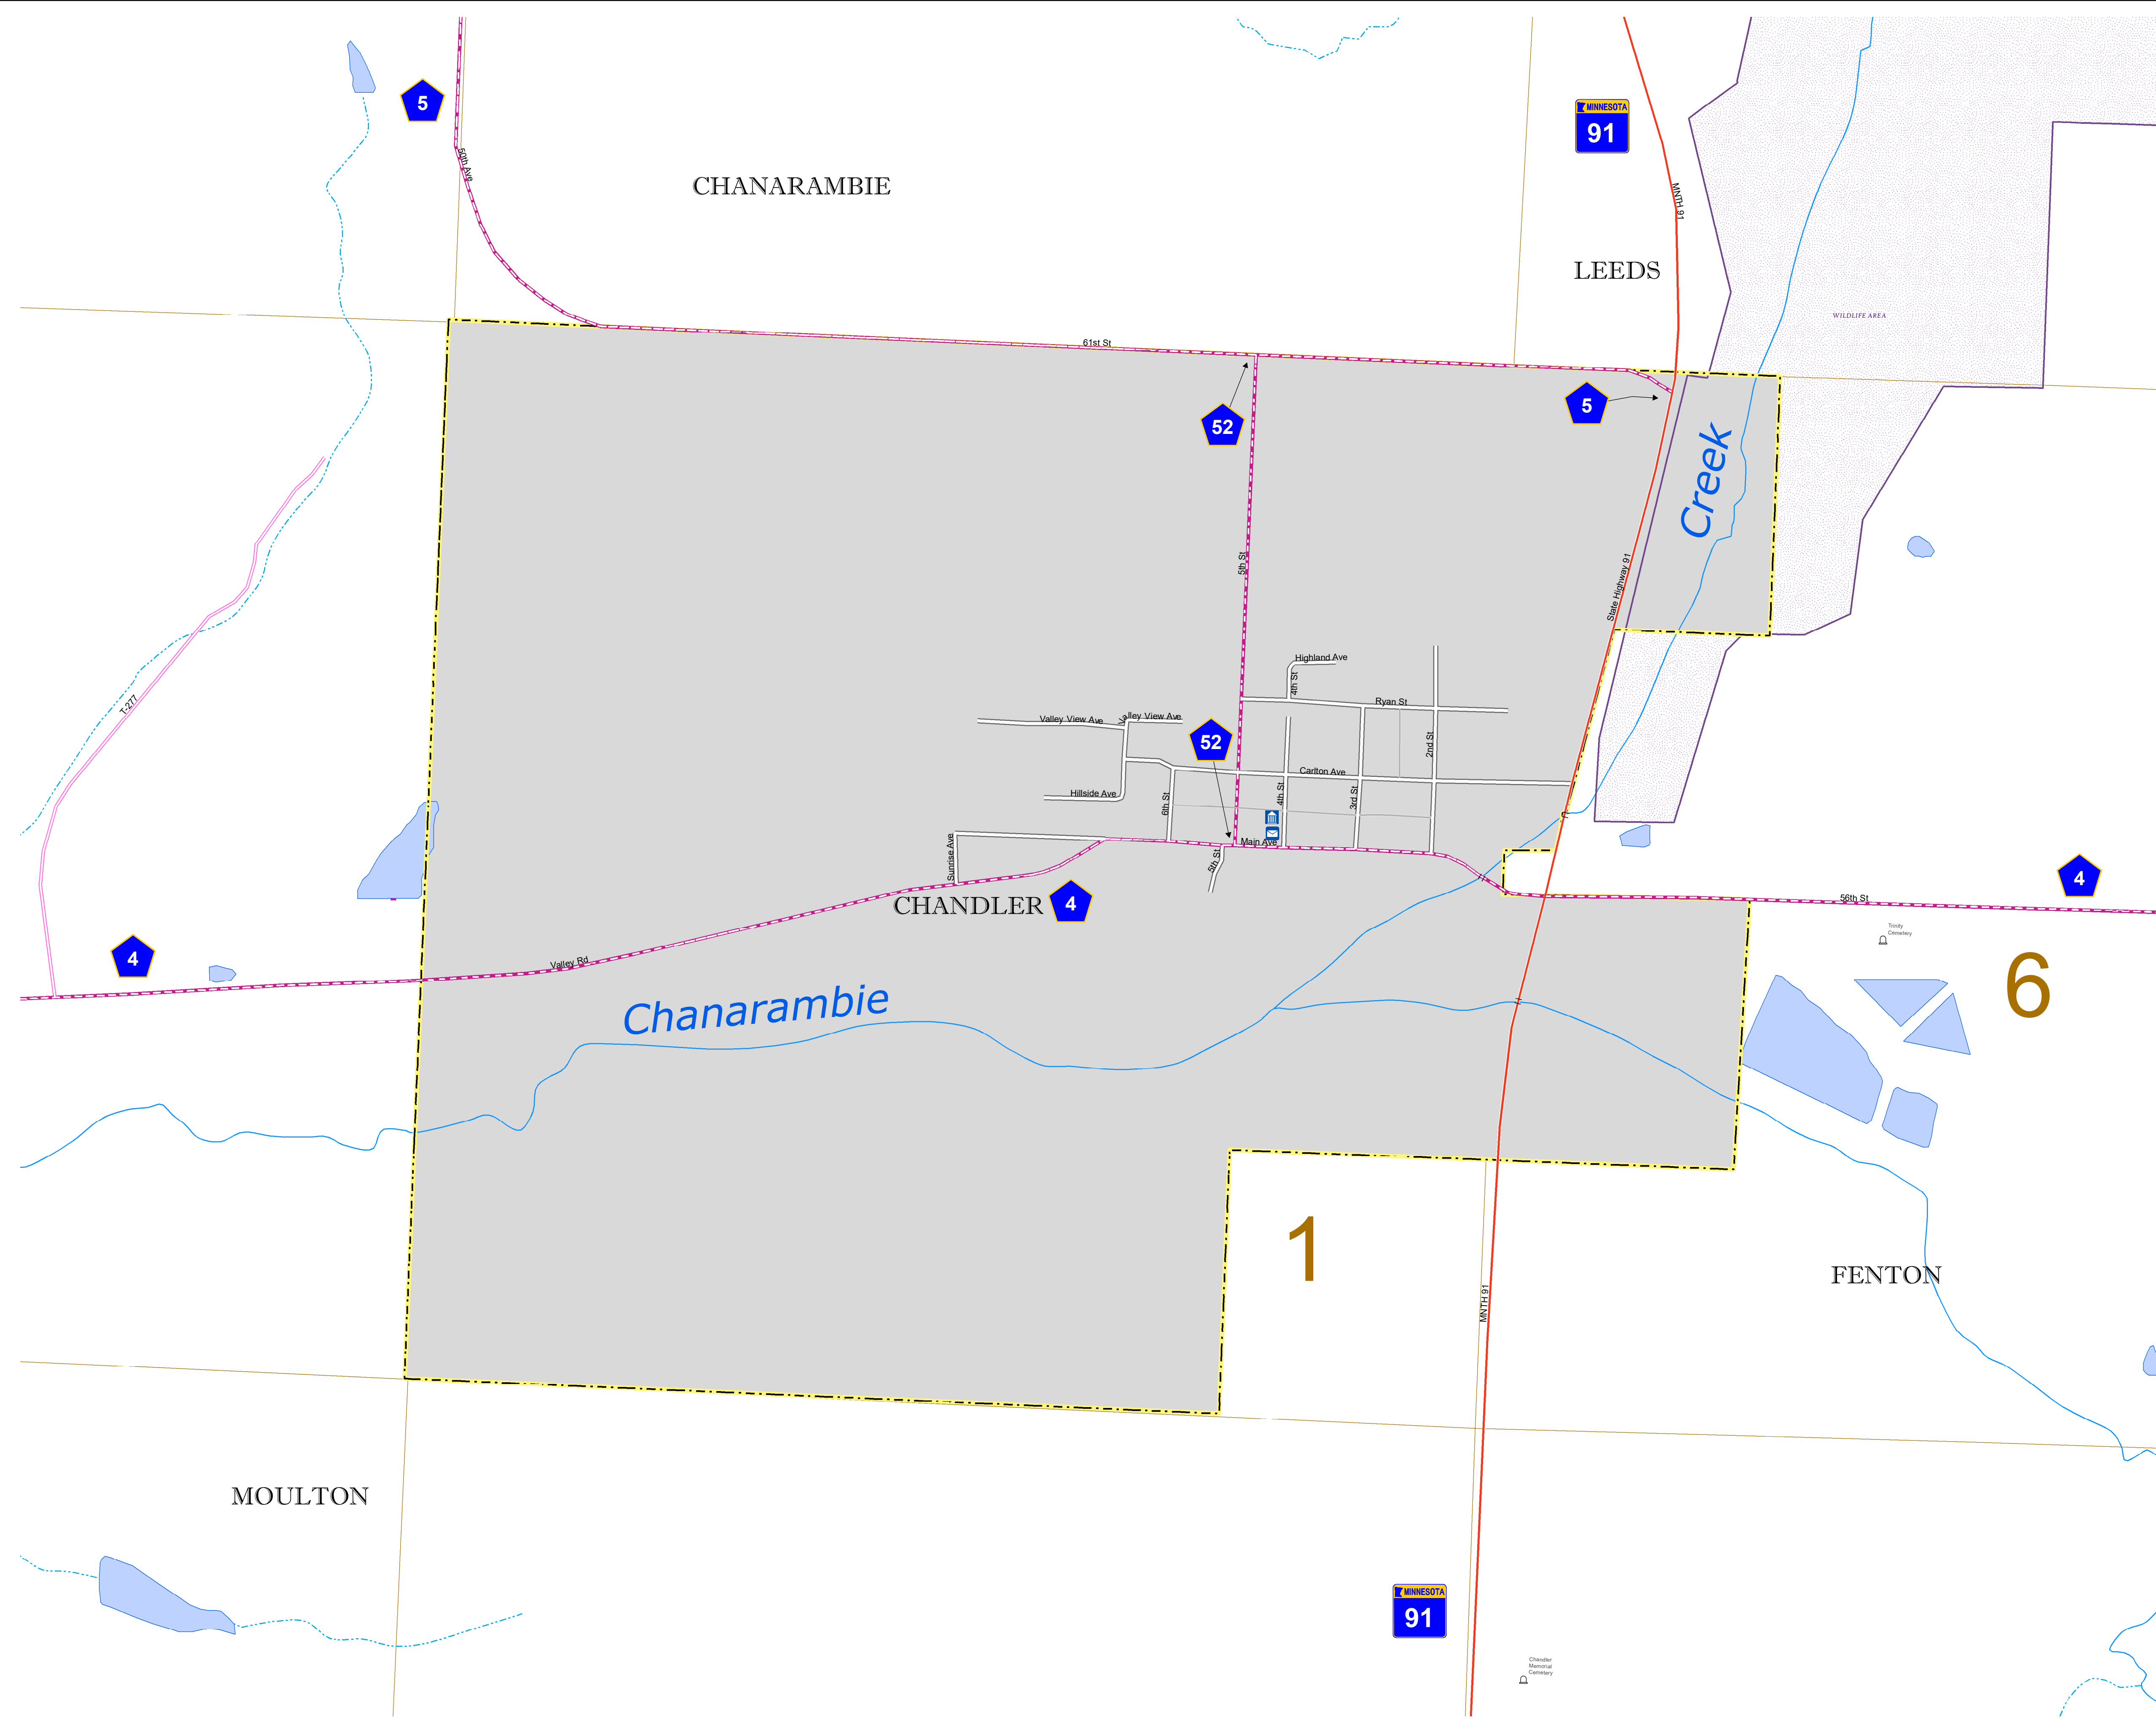 5
MINNESOTA
91
50th Ave
CHANARAMBIE
MNTH 91
LEEDS
WILDLIFE AREA
61st St
52
5
Creek
5th St
State Highway 91
Highland Ave
4th St
Ryan St
Valley View Ave
Valley View Ave
52
2nd St
Carlton Ave
T-277
Hillside Ave
6th St
4th St
3rd St
Main Ave
Sunrise Ave
5th St
CHANDLER
4
4
56th St
Trinity
Cemetery
4
Valley Rd
6
Chanarambie
1
FENTON
MNTH 91
MOULTON
MINNESOTA
91
Chandler
Memorial
Cemetery